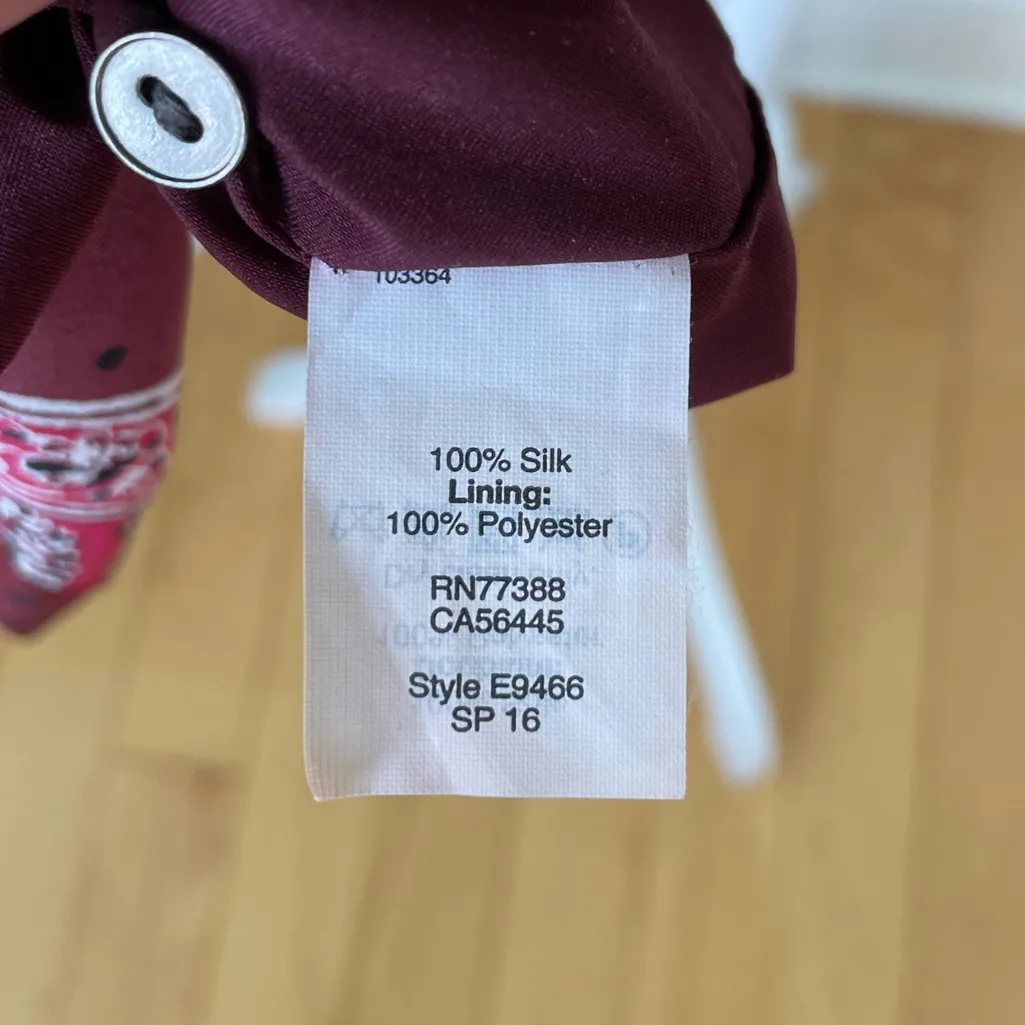 103364
100% Silk
Lining:
100% Polyester
RN77388
CA56445
Style E9466
SP 16